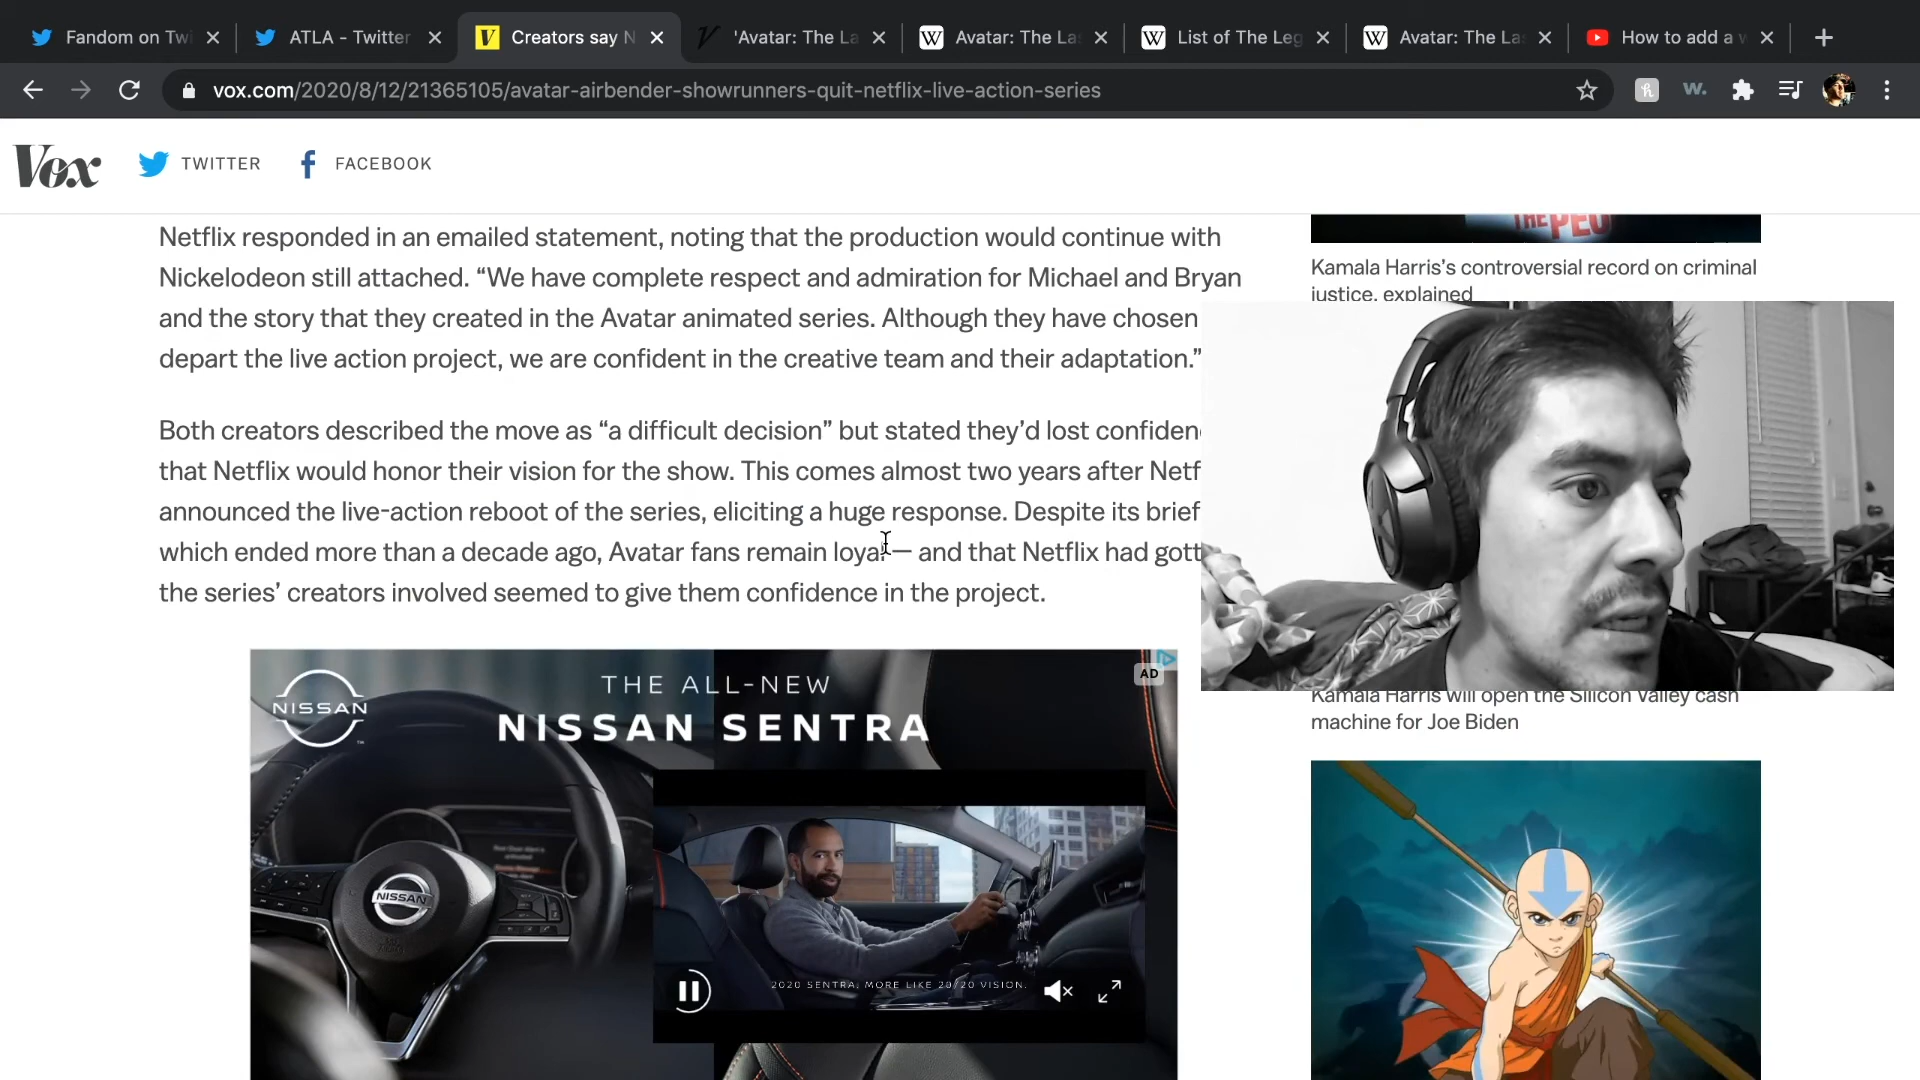 Fandom on Twi
ATLA - Twitter
Creators say N
'Avatar: The La
Avatar: The Las
List of The Leg
Avatar: The Las
How to add a w
vox.com/2020/8/12/21365105/avatar-airbender-showrunners-quit-netflix-live-action-series
Vox
TWITTER
FACEBOOK
Netflix responded in an emailed statement, noting that the production would continue with
Nickelodeon still attached. “We have complete respect and admiration for Michael and Bryan
and the story that they created in the Avatar animated series. Although they have chosen
depart the live action project, we are confident in the creative team and their adaptation.”
Both creators described the move as “a difficult decision” but stated they’d lost confiden
that Netflix would honor their vision for the show. This comes almost two years after Netf
announced the live-action reboot of the series, eliciting a huge response. Despite its brief
which ended more than a decade ago, Avatar fans remain loyal — and that Netflix had gott
the series’ creators involved seemed to give them confidence in the project.
THE PEO
Kamala Harris’s controversial record on criminal
justice, explained
Kamala Harris will open the Silicon Valley cash
machine for Joe Biden
AD
NISSAN
THE ALL-NEW
NISSAN SENTRA
NISSAN
2020 SENTRA, MORE LIKE 20/20 VISION.